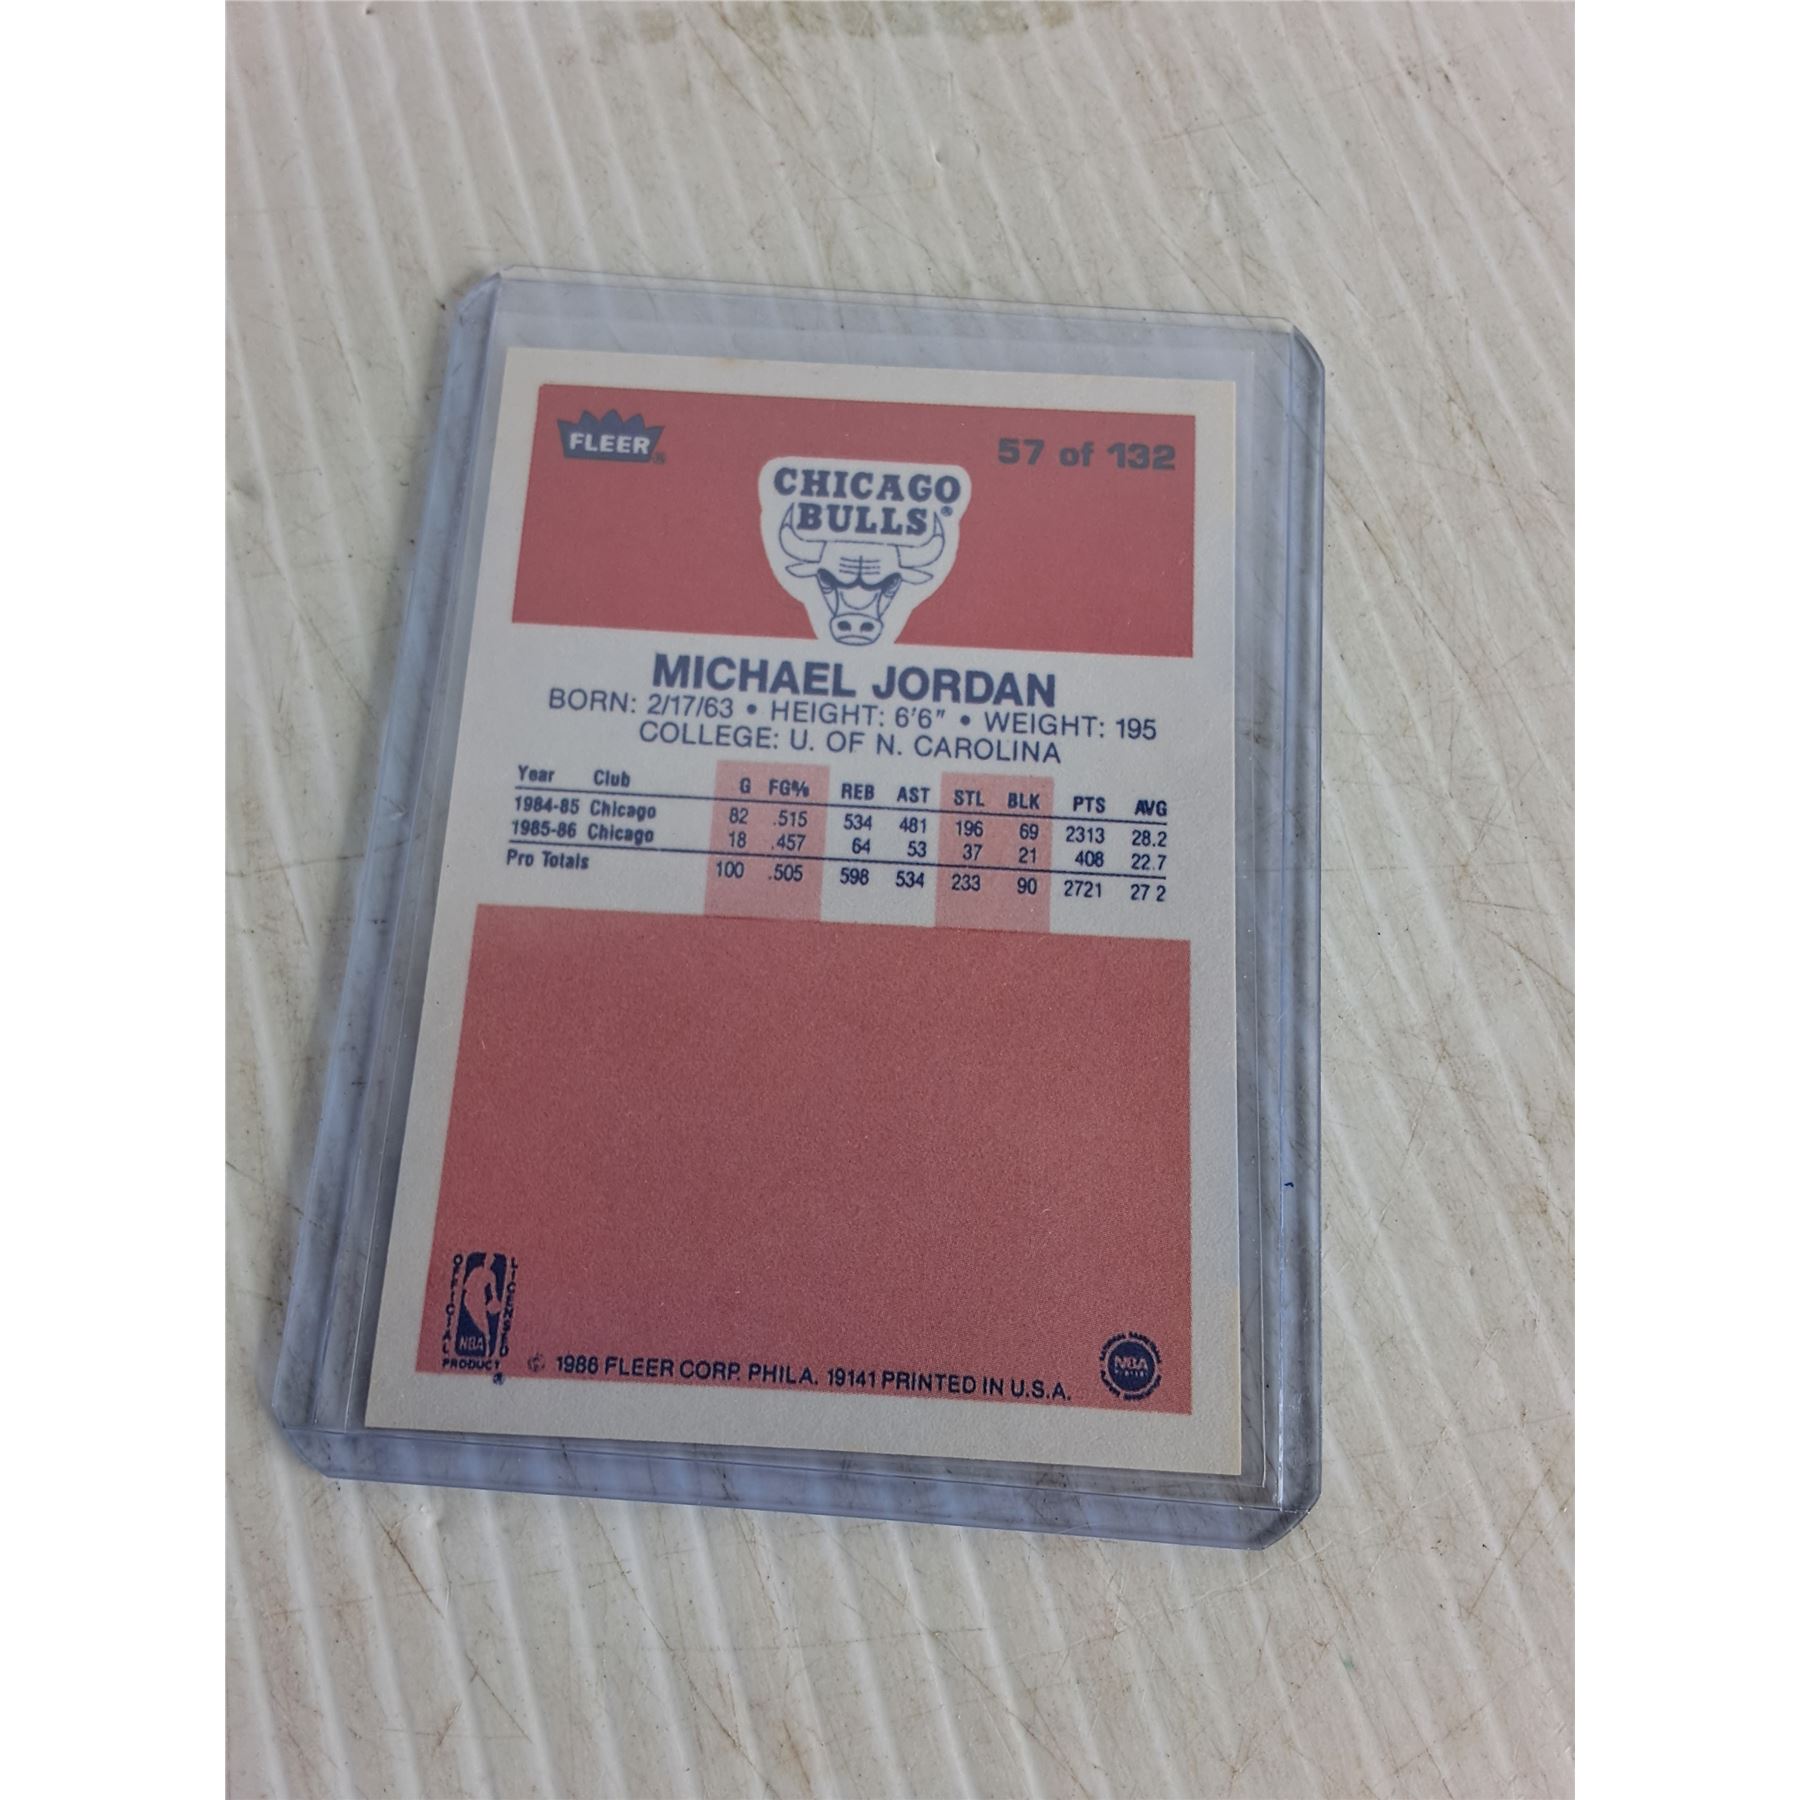 FLEER®
57 of 132
CHICAGO
BULLS®
MICHAEL JORDAN
BORN: 2/17/63 • HEIGHT: 6'6" • WEIGHT: 195
COLLEGE: U. OF N. CAROLINA
Year Club G FG% REB AST STL BLK PTS AVG
1984-85 Chicago 82 .515 534 481 196 69 2313 28.2
1985-86 Chicago 18 .457 64 53 37 21 408 22.7
Pro Totals 100 .505 598 534 233 90 2721 27 2
OFFICIAL
LICENSED
NBA
PRODUCT
®
© 1986 FLEER CORP. PHILA. 19141 PRINTED IN U.S.A.
NBA